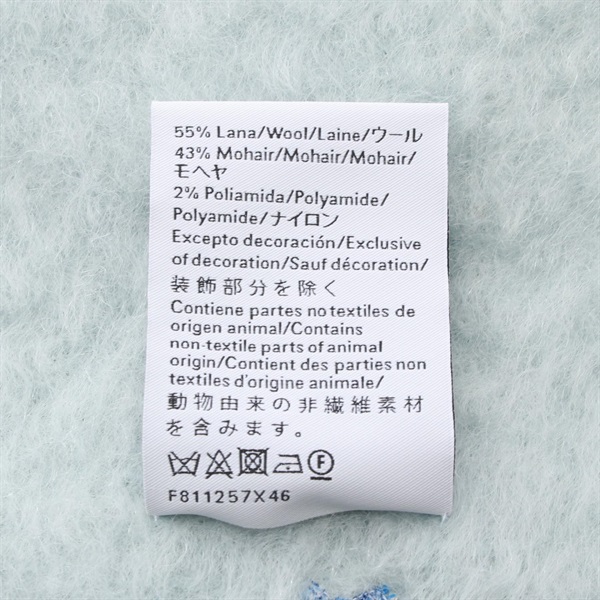 55% Lana/Wool/Laine/ウール
43% Mohair/Mohair/Mohair/
モヘヤ
2% Poliamida/Polyamide/
Polyamide/ナイロン
Excepto decoración/Exclusive
of decoration/Sauf décoration/
装飾部分を除く
Contiene partes no textiles de
origen animal/Contains
non-textile parts of animal
origin/Contient des parties non
textiles d'origine animale/
動物由来の非繊維素材
を含みます。
F
F811257X46